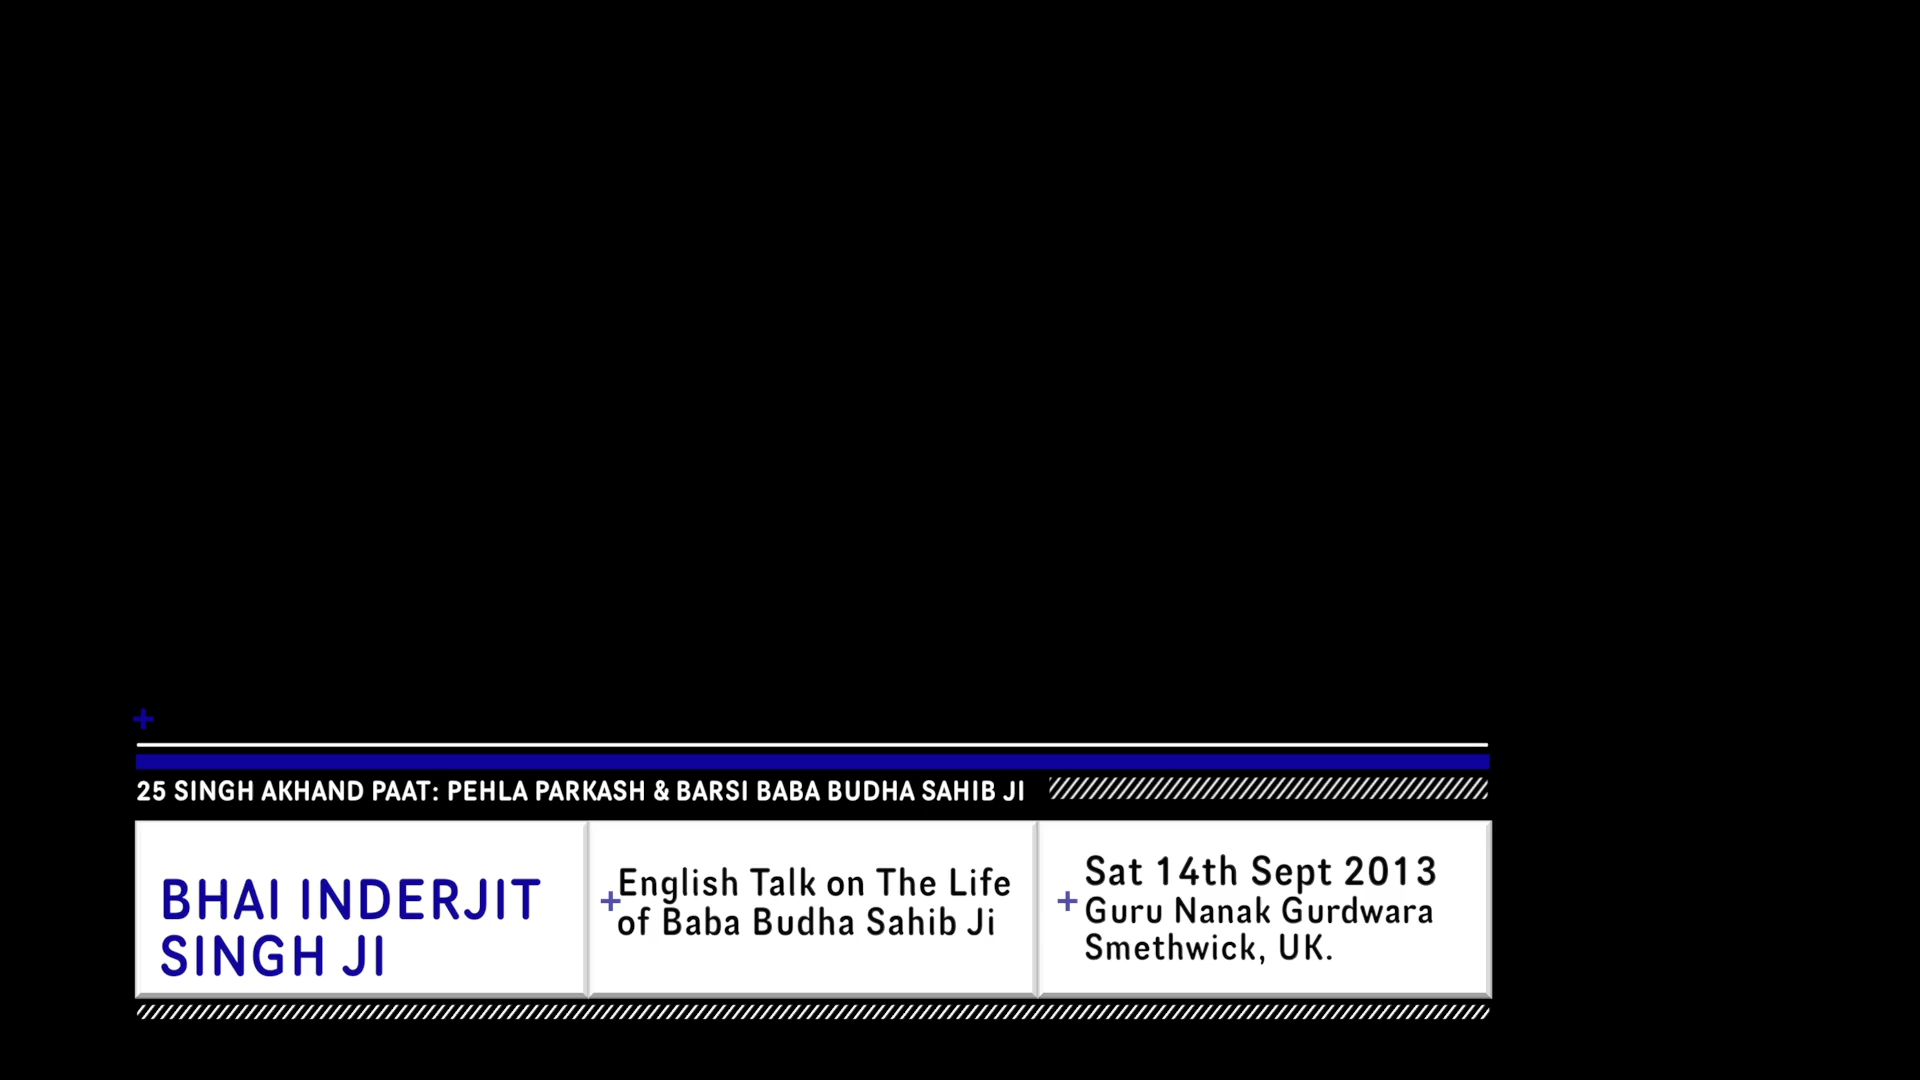 25 SINGH AKHAND PAAT: PEHLA PARKASH & BARSI BABA BUDHA SAHIB JI
BHAI INDERJIT
SINGH JI
English Talk on The Life
of Baba Budha Sahib Ji
Sat 14th Sept 2013
Guru Nanak Gurdwara
Smethwick, UK.